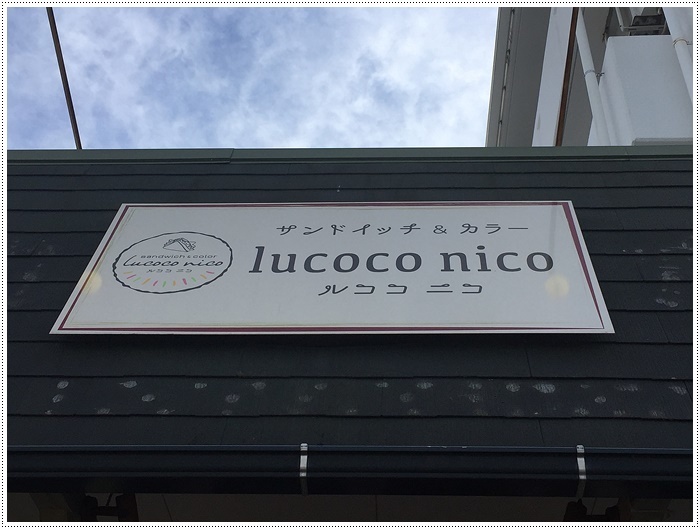 sandwich & color
lucoco nico
ルココ ニコ
サンドイッチ & カラー
lucoco nico
ルココ ニコ